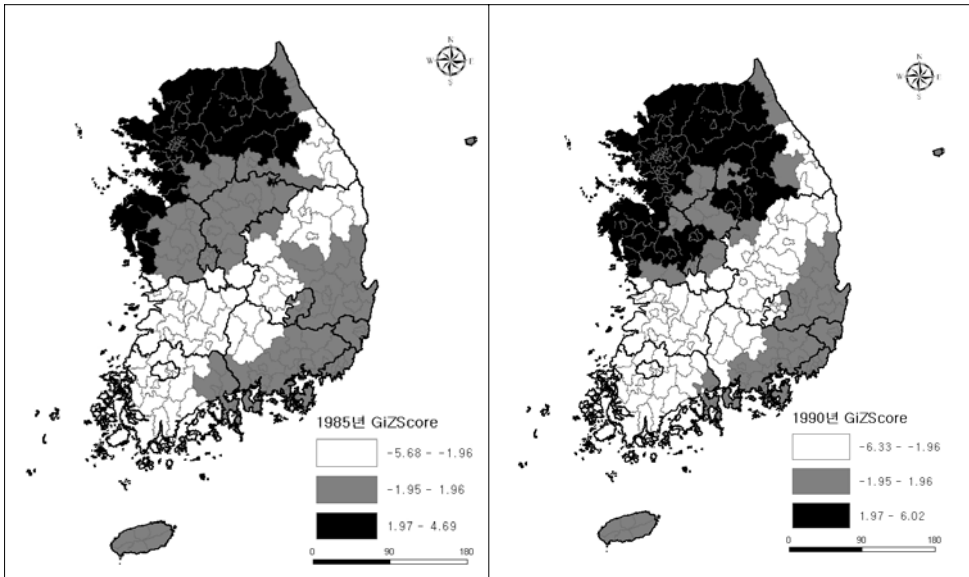 N
W E
S
1985년 GiZScore
-5.68 - -1.96
-1.95 - 1.96
1.97 - 4.69
0 90 180
N
W E
S
1990년 GiZScore
-6.33 - -1.96
-1.95 - 1.96
1.97 - 6.02
0 90 180